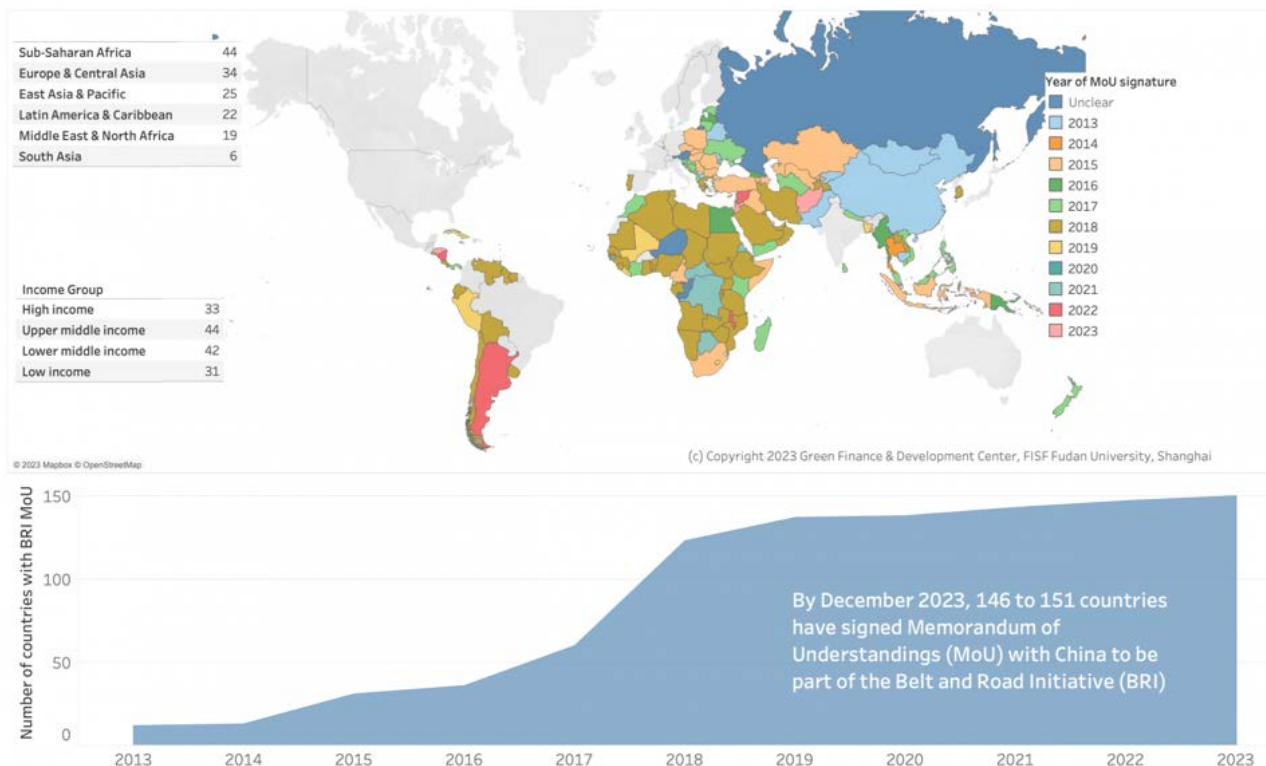 Sub-Saharan Africa 44
Europe & Central Asia 34
East Asia & Pacific 25
Latin America & Caribbean 22
Middle East & North Africa 19
South Asia 6
Income Group
High income 33
Upper middle income 44
Lower middle income 42
Low income 31
Year of MoU signature
Unclear
2013
2014
2015
2016
2017
2018
2019
2020
2021
2022
2023
© 2023 Mapbox © OpenStreetMap
(c) Copyright 2023 Green Finance & Development Center, FISF Fudan University, Shanghai
Number of countries with BRI MoU
150
100
50
0
By December 2023, 146 to 151 countries
have signed Memorandum of
Understandings (MoU) with China to be
part of the Belt and Road Initiative (BRI)
2013 2014 2015 2016 2017 2018 2019 2020 2021 2022 2023